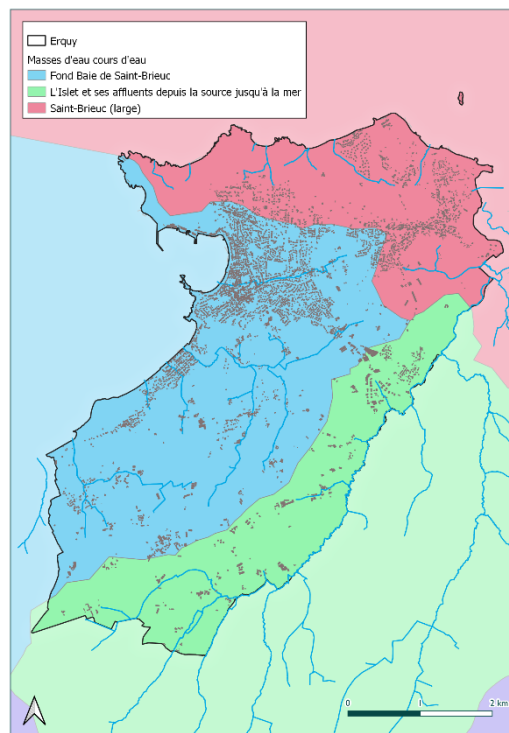 Erquy
Masses d'eau cours d'eau
Fond Baie de Saint-Brieuc
L'Islet et ses affluents depuis la source jusqu'à la mer
Saint-Brieuc (large)
0 1 2 km